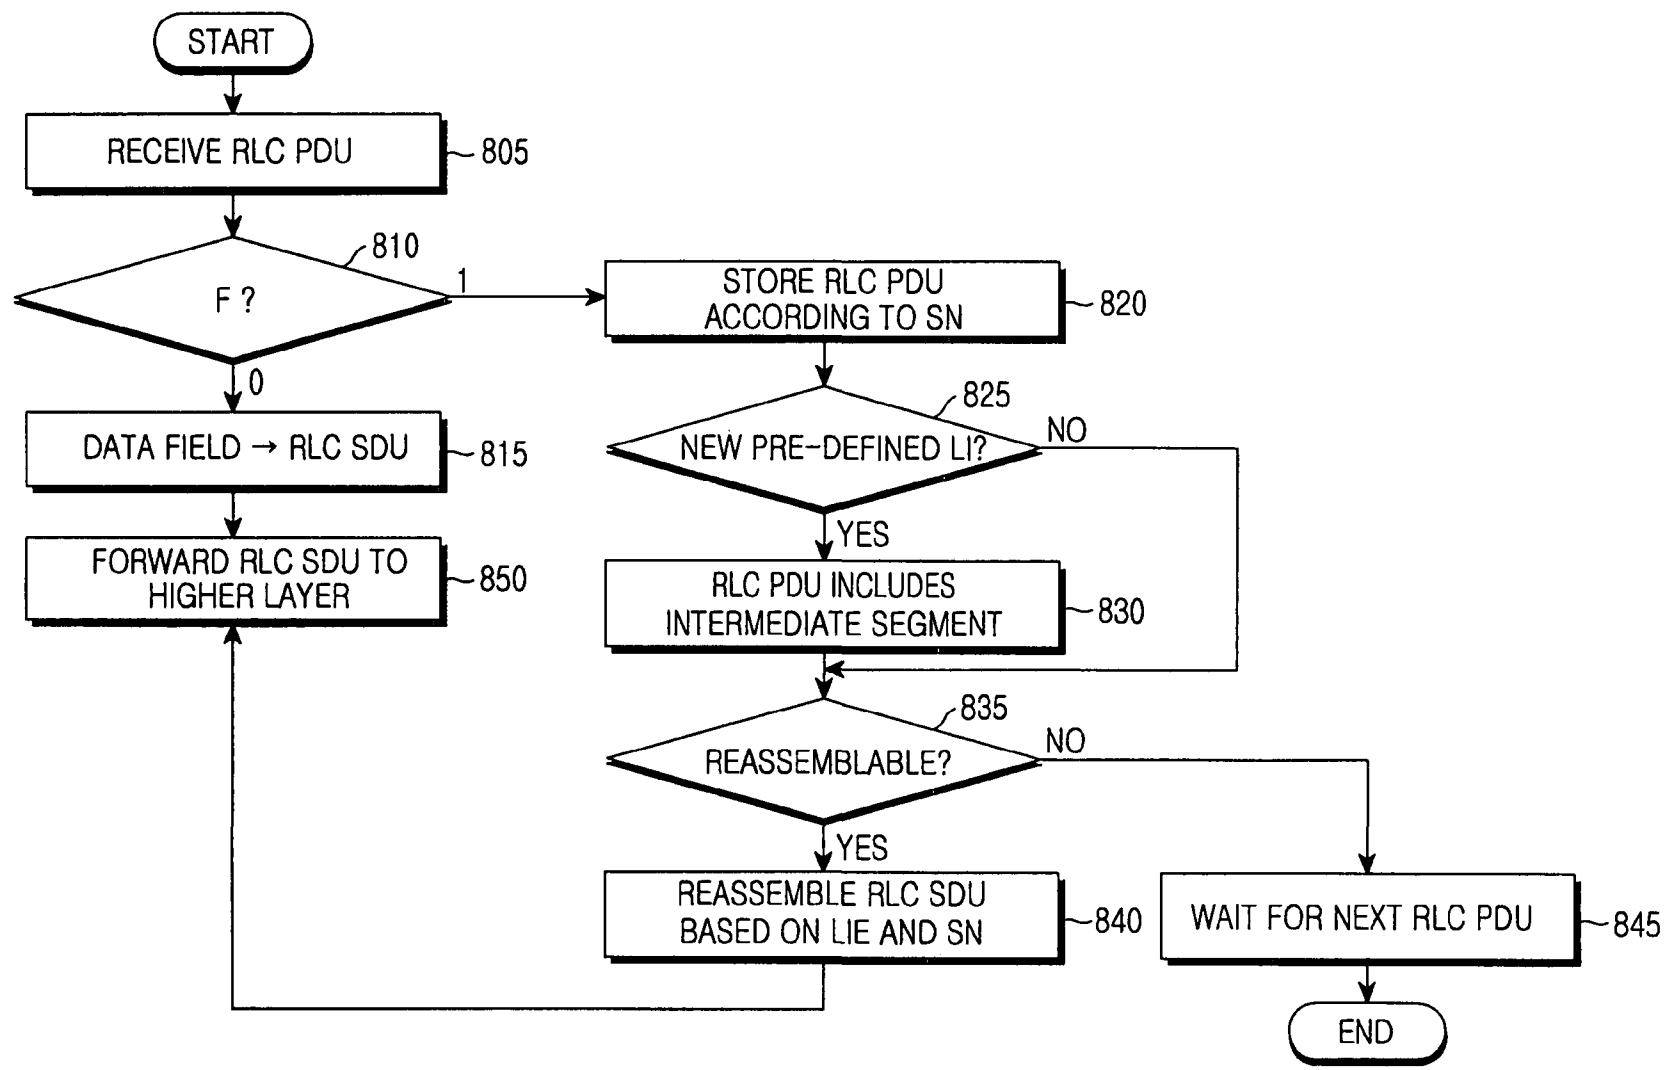 START
RECEIVE RLC PDU
805
F ?
810
1
0
DATA FIELD → RLC SDU
815
FORWARD RLC SDU TO
HIGHER LAYER
850
STORE RLC PDU
ACCORDING TO SN
820
NEW PRE-DEFINED LI?
825
NO
YES
RLC PDU INCLUDES
INTERMEDIATE SEGMENT
830
REASSEMBLABLE?
835
NO
YES
REASSEMBLE RLC SDU
BASED ON LIE AND SN
840
WAIT FOR NEXT RLC PDU
845
END